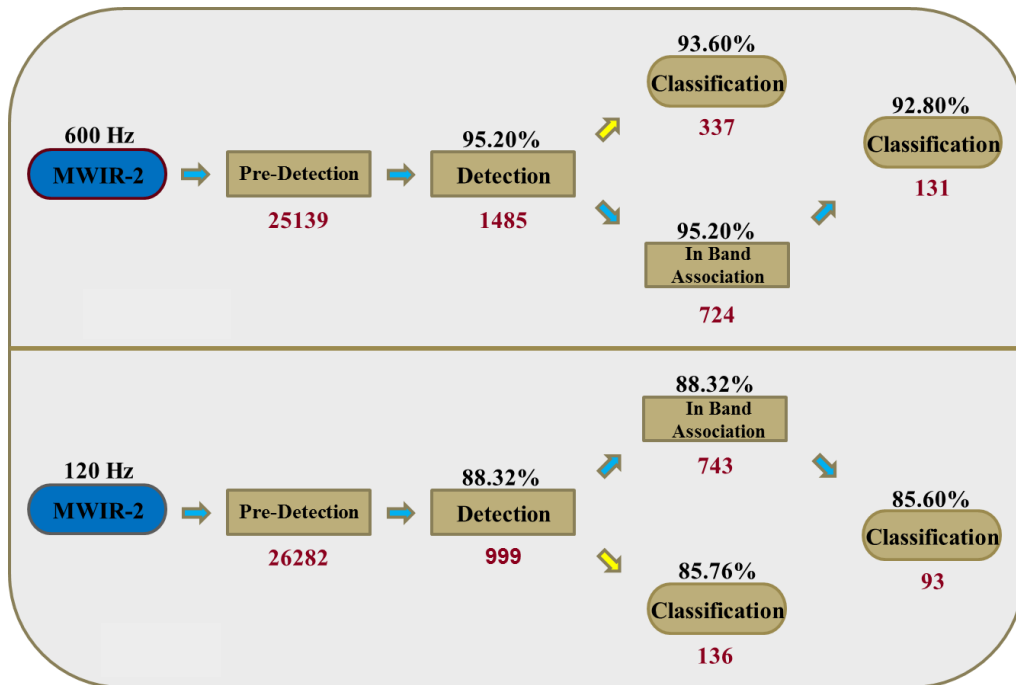 600 Hz
MWIR-2
Pre-Detection
25139
95.20%
Detection
1485
93.60%
Classification
337
95.20%
In Band
Association
724
92.80%
Classification
131
120 Hz
MWIR-2
Pre-Detection
26282
88.32%
Detection
999
88.32%
In Band
Association
743
85.76%
Classification
136
85.60%
Classification
93